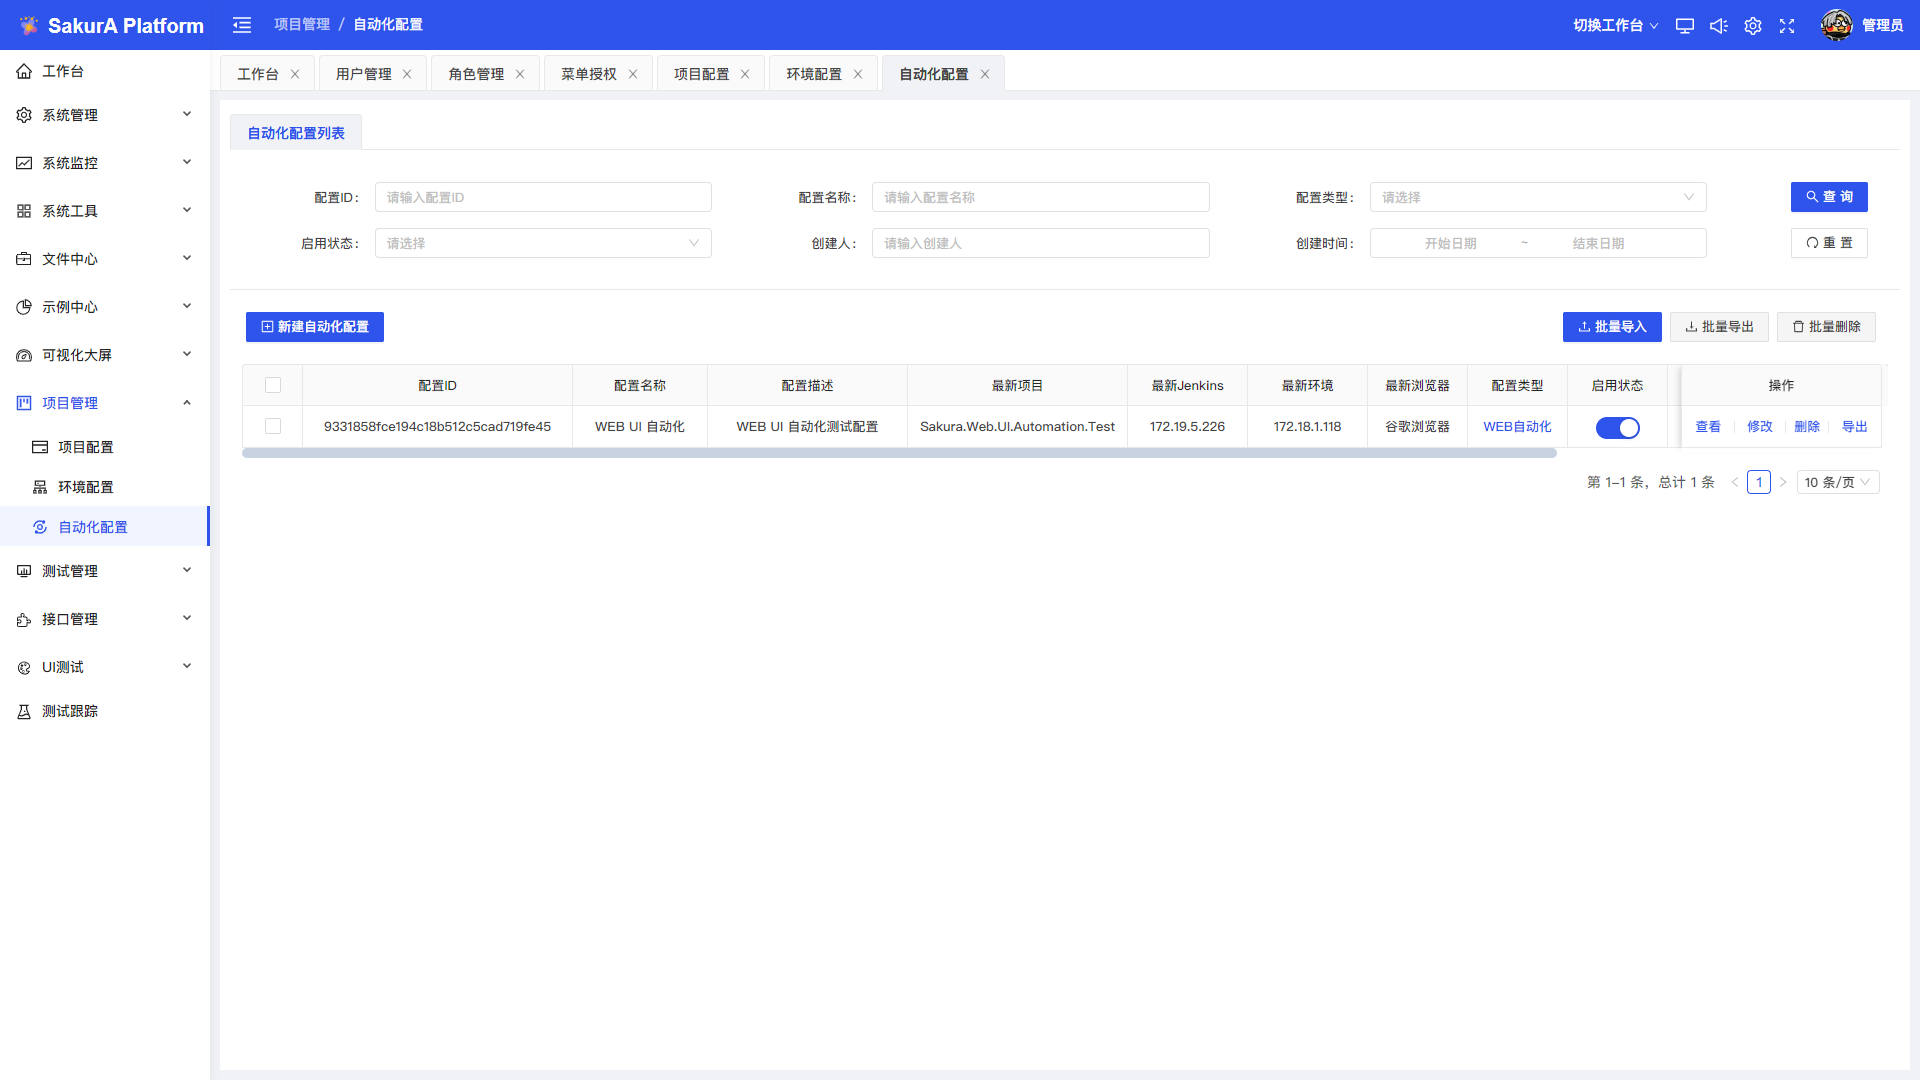 SakurA Platform
项目管理 / 自动化配置
切换工作台
管理员
工作台
系统管理
系统监控
系统工具
文件中心
示例中心
可视化大屏
项目管理
项目配置
环境配置
自动化配置
测试管理
接口管理
UI测试
测试跟踪
工作台 用户管理 角色管理 菜单授权 项目配置 环境配置 自动化配置
自动化配置列表
配置ID： 请输入配置ID 配置名称： 请输入配置名称 配置类型： 请选择 查 询
启用状态： 请选择 创建人： 请输入创建人 创建时间： 开始日期 ~ 结束日期 重 置
新建自动化配置 批量导入 批量导出 批量删除
配置ID 配置名称 配置描述 最新项目 最新Jenkins 最新环境 最新浏览器 配置类型 启用状态 操作
9331858fce194c18b512c5cad719fe45 WEB UI 自动化 WEB UI 自动化测试配置 Sakura.Web.UI.Automation.Test 172.19.5.226 172.18.1.118 谷歌浏览器 WEB自动化 查看 修改 删除 导出
第 1–1 条，总计 1 条 1 10 条/页